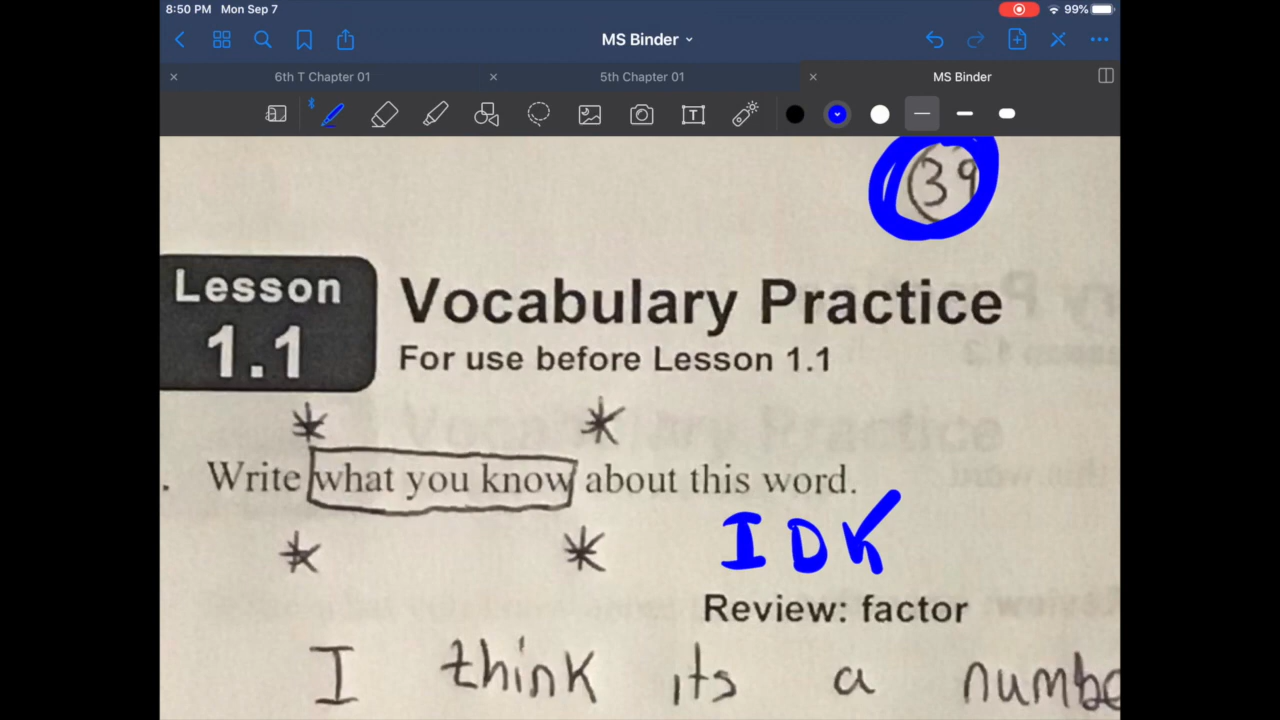 8:50 PM Mon Sep 7 99%
MS Binder
6th T Chapter 01 5th Chapter 01 MS Binder
T
39
Lesson 1.1
Vocabulary Practice
For use before Lesson 1.1
. Write what you know about this word.
IDK
Review: factor
I think its a numbe